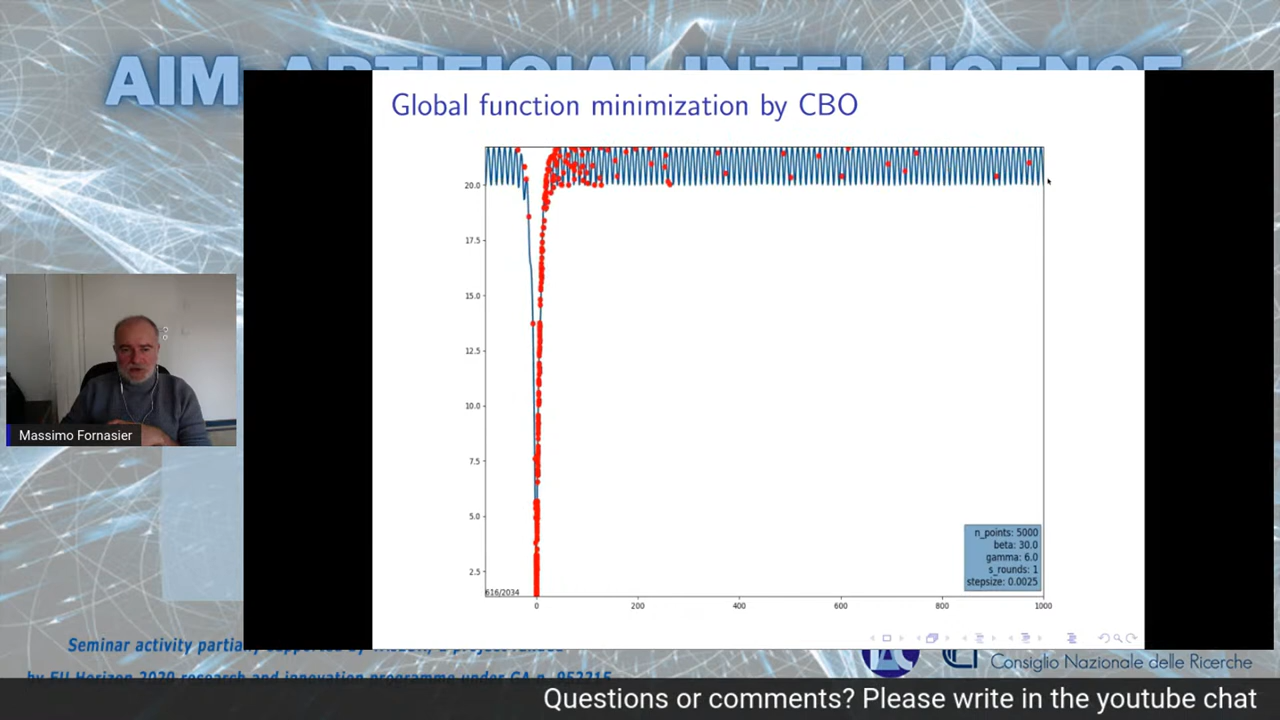 AIM ARTIFICIAL INTELLIGENCE
Global function minimization by CBO
20.0
17.5
15.0
12.5
10.0
7.5
5.0
2.5
616/2034
0
200
400
600
800
1000
n_points: 5000
beta: 30.0
gamma: 6.0
s_rounds: 1
stepsize: 0.0025
Massimo Fornasier
Seminar activity
Consiglio Nazionale delle Ricerche
by EU Horizon 2020 research and innovation programme under GA n. 952215
Questions or comments? Please write in the youtube chat